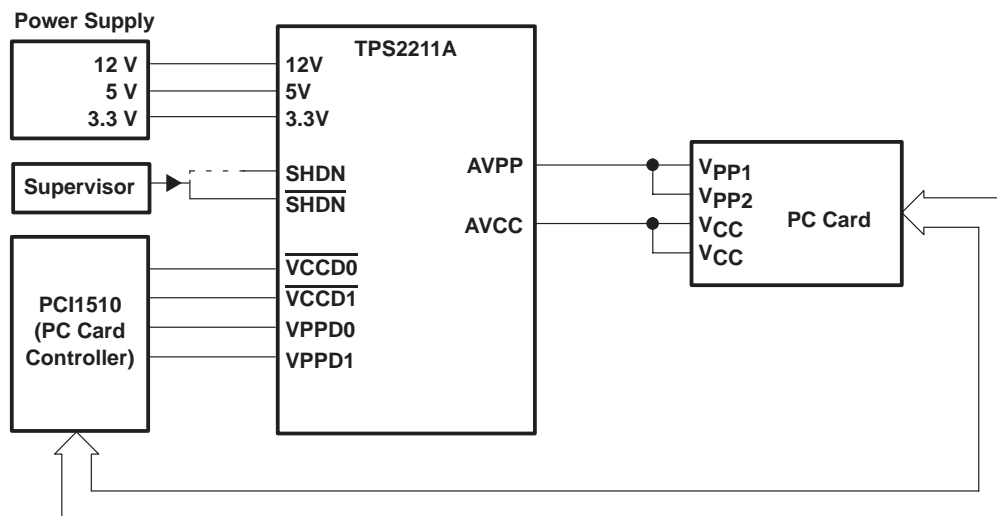 Power Supply
12 V
5 V
3.3 V
Supervisor
PCI1510
(PC Card
Controller)
TPS2211A
12V
5V
3.3V
SHDN
SHDN
VCCD0
VCCD1
VPPD0
VPPD1
AVPP
AVCC
VPP1
VPP2
VCC
VCC
PC Card